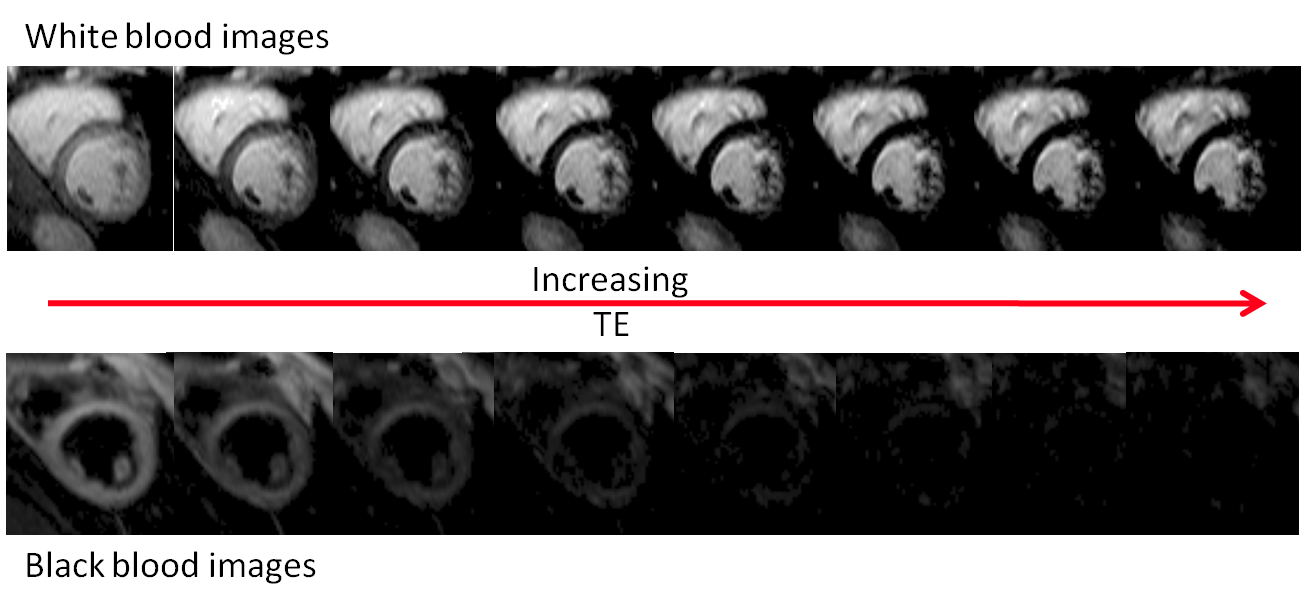 White blood images
Increasing
TE
Black blood images